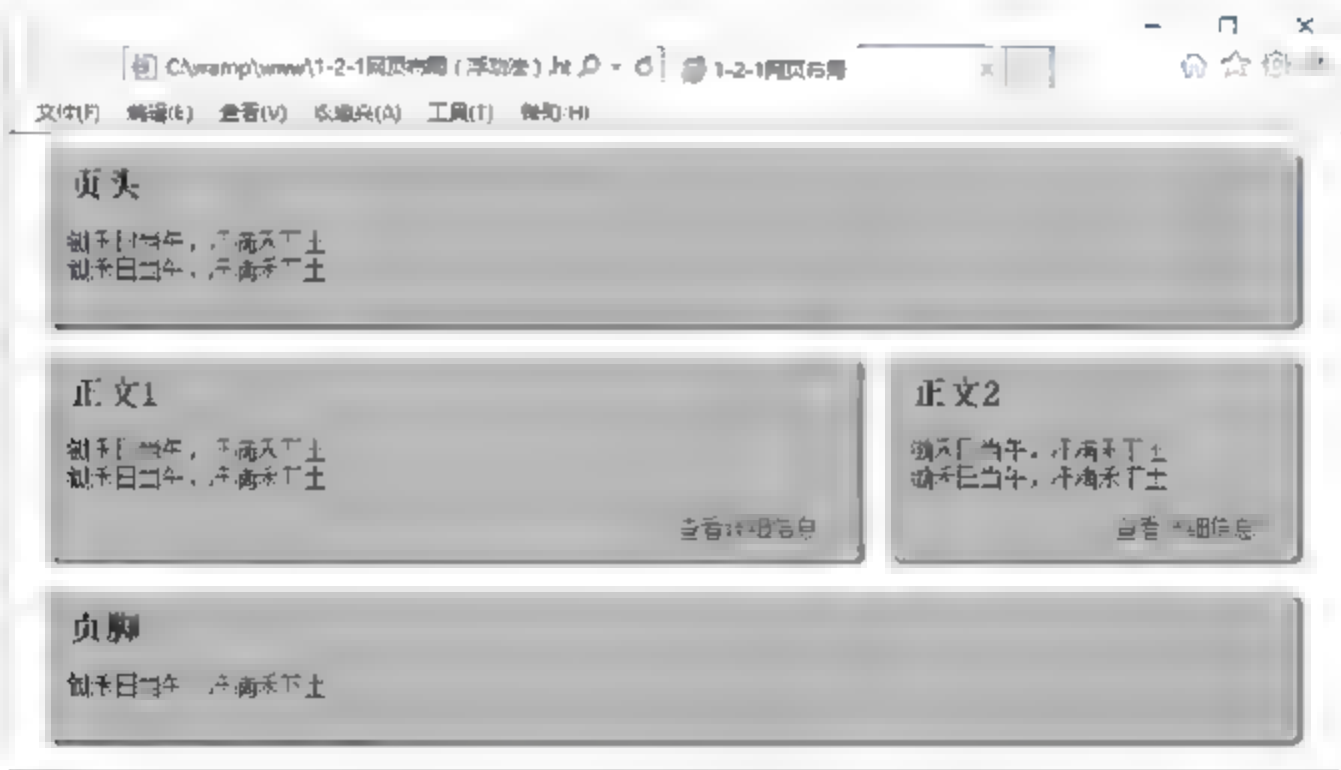 C:\wamp\www\1-2-1网页布局(浮动法).ht
1-2-1网页布局
文件(F) 编辑(E) 查看(V) 收藏夹(A) 工具(T) 帮助(H)
页头
锄禾日当午,汗滴禾下土
锄禾日当午,汗滴禾下土
正文1
锄禾日当午,汗滴禾下土
锄禾日当午,汗滴禾下土
查看详细信息
正文2
锄禾日当午,汗滴禾下土
锄禾日当午,汗滴禾下土
查看详细信息
页脚
锄禾日当午 汗滴禾下土